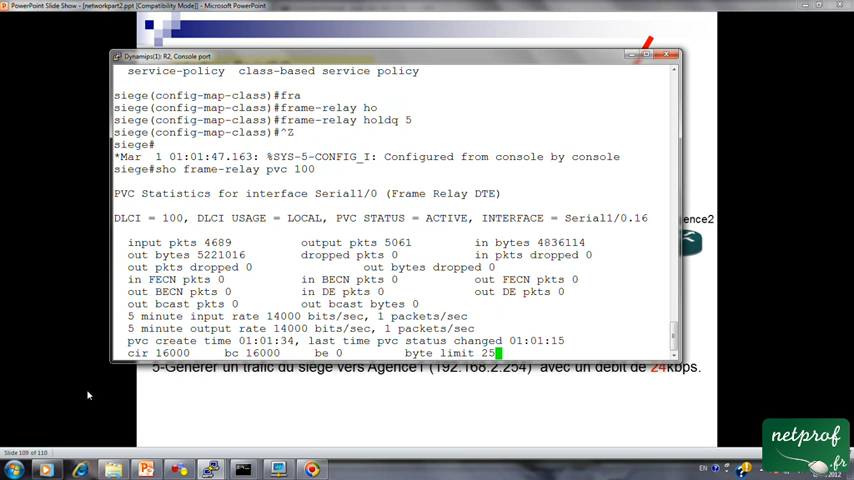 PowerPoint Slide Show - [networkpart2.ppt [Compatibility Mode]] - Microsoft PowerPoint
Dynamips(1): R2, Console port
service-policy  class-based service policy
siege(config-map-class)#fra
siege(config-map-class)#frame-relay ho
siege(config-map-class)#frame-relay holdq 5
siege(config-map-class)#^Z
siege#
*Mar  1 01:01:47.163: %SYS-5-CONFIG_I: Configured from console by console
siege#sho frame-relay pvc 100
PVC Statistics for interface Serial1/0 (Frame Relay DTE)
DLCI = 100, DLCI USAGE = LOCAL, PVC STATUS = ACTIVE, INTERFACE = Serial1/0.16
input pkts 4689 output pkts 5061 in bytes 4836114
out bytes 5221016 dropped pkts 0 in pkts dropped 0
out pkts dropped 0 out bytes dropped 0
in FECN pkts 0 in BECN pkts 0 out FECN pkts 0
out BECN pkts 0 in DE pkts 0 out DE pkts 0
out bcast pkts 0 out bcast bytes 0
5 minute input rate 14000 bits/sec, 1 packets/sec
5 minute output rate 14000 bits/sec, 1 packets/sec
pvc create time 01:01:34, last time pvc status changed 01:01:15
cir 16000 bc 16000 be 0 byte limit 25
ence2
5-Générer un trafic du siège vers Agence1 (192.168.2.254) avec un débit de 24kbps.
Slide 109 of 110
EN
2012
netprof
.fr